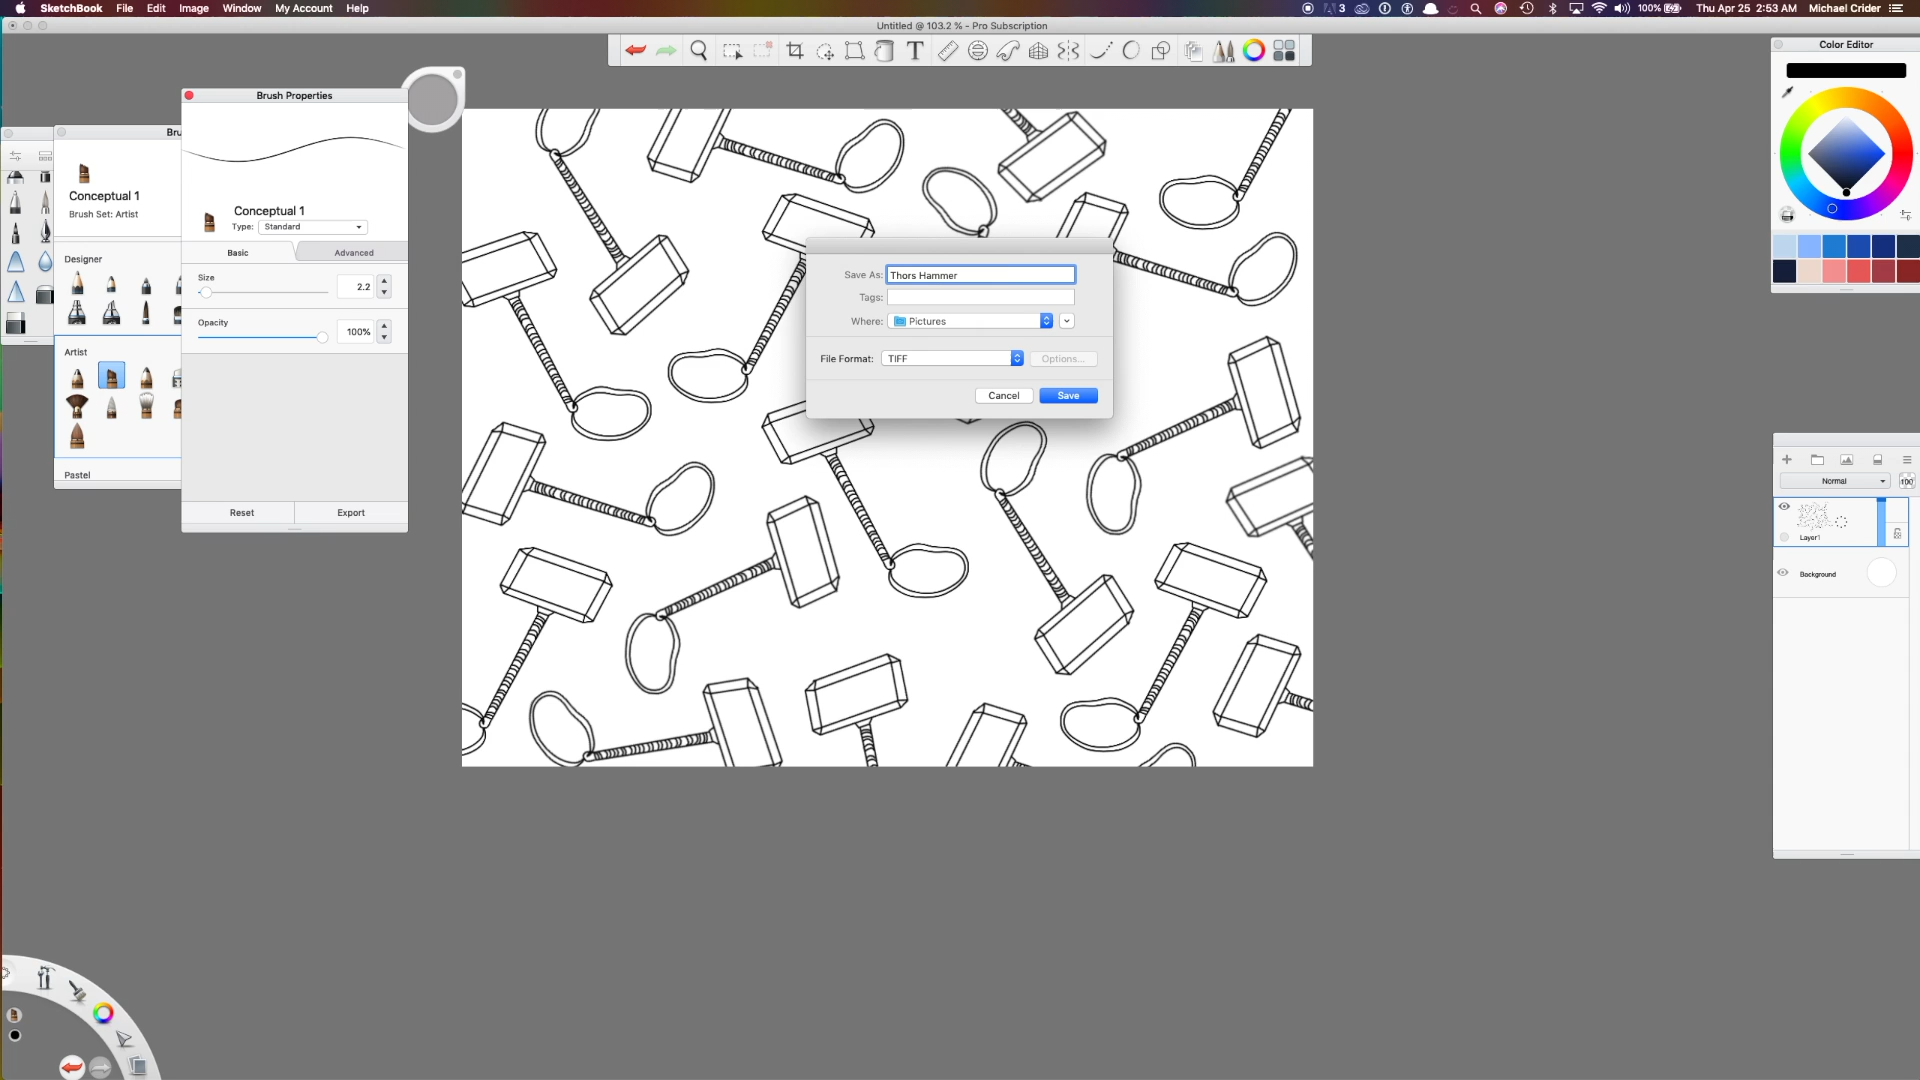 SketchBook File Edit Image Window My Account Help
3 100% Thu Apr 25 2:53 AM Michael Crider
Untitled @ 103.2 % - Pro Subscription
T
Color Editor
Brush Properties
Bru
Conceptual 1
Brush Set: Artist
Conceptual 1
Type: Standard
Basic Advanced
Size
2.2
Opacity
100%
Designer
Artist
Pastel
Reset Export
Save As: Thors Hammer
Tags:
Where: Pictures
File Format: TIFF Options...
Cancel Save
Normal 100
Layer1
Background